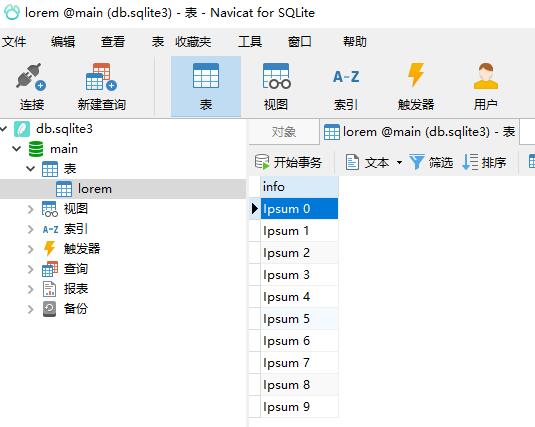 lorem @main (db.sqlite3) - 表 - Navicat for SQLite
文件 编辑 查看 表 收藏夹 工具 窗口 帮助
连接 新建查询 表 视图 A-Z 索引 触发器 用户
db.sqlite3
main
表
lorem
视图
A-Z 索引
触发器
查询
报表
备份
对象 lorem @main (db.sqlite3) - 表
开始事务 文本 筛选 排序
info
Ipsum 0
Ipsum 1
Ipsum 2
Ipsum 3
Ipsum 4
Ipsum 5
Ipsum 6
Ipsum 7
Ipsum 8
Ipsum 9